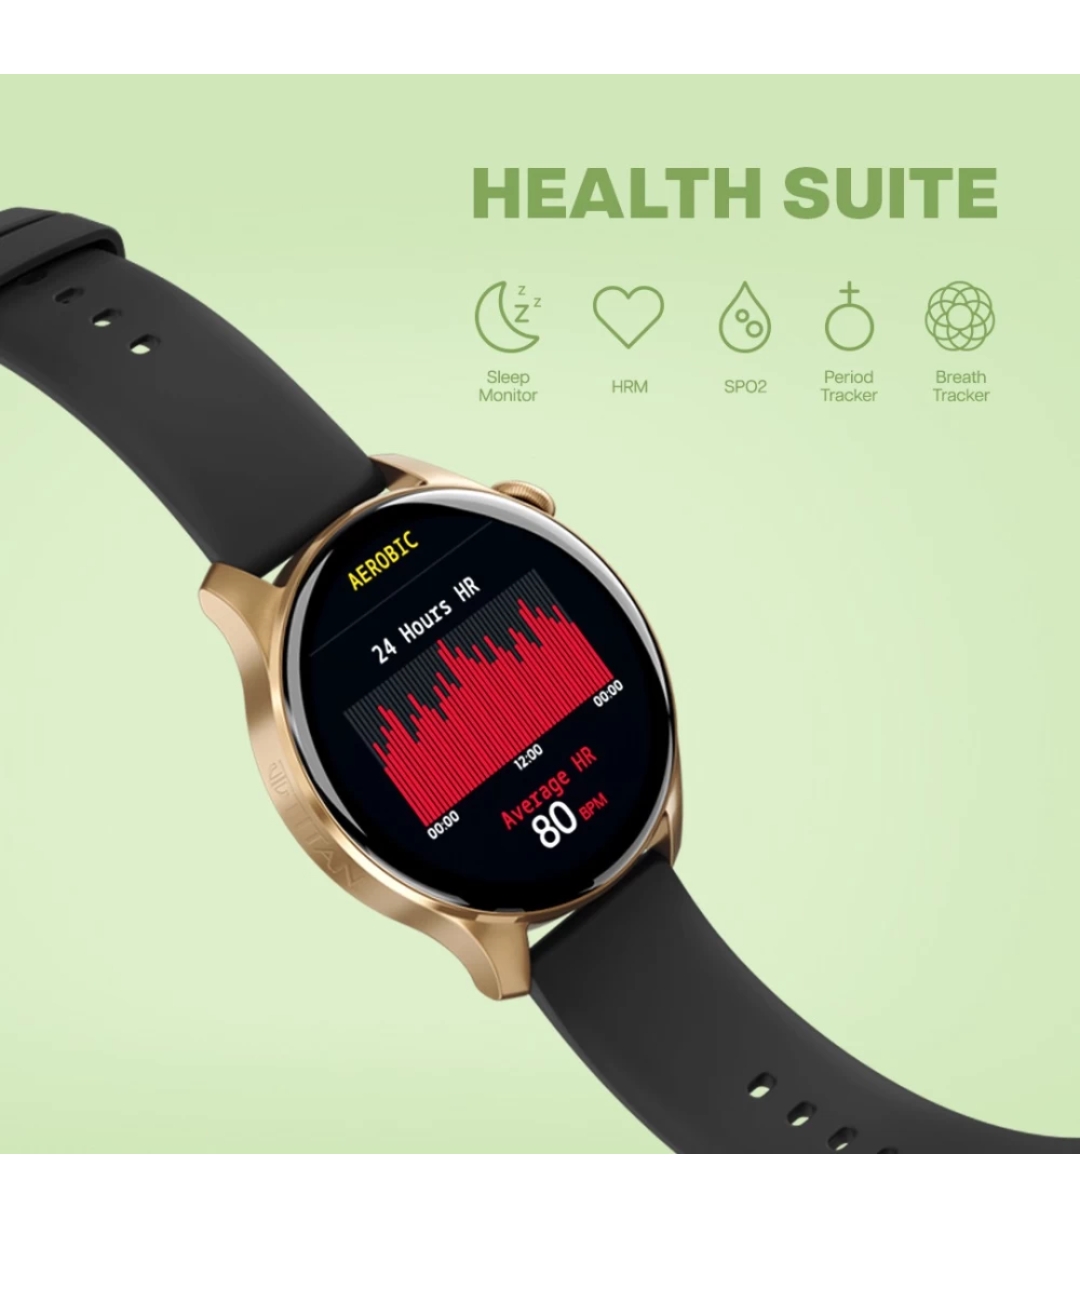 HEALTH SUITE
z
z
z
Sleep
Monitor
HRM
SPO2
Period
Tracker
Breath
Tracker
AEROBIC
24 Hours HR
00:00
12:00
00:00
Average HR
80 BPM
TITAN